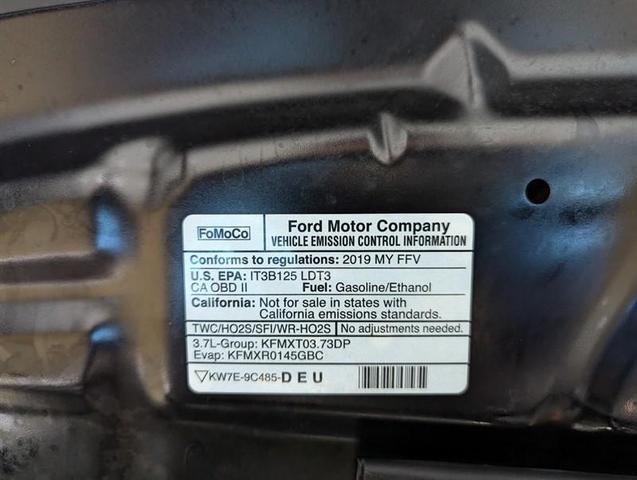 FoMoCo
Ford Motor Company
VEHICLE EMISSION CONTROL INFORMATION
Conforms to regulations: 2019 MY FFV
U.S. EPA: IT3B125 LDT3
CA OBD II Fuel: Gasoline/Ethanol
California: Not for sale in states with
California emissions standards.
TWC/HO2S/SFI/WR-HO2S No adjustments needed.
3.7L-Group: KFMXT03.73DP
Evap: KFMXR0145GBC
KW7E-9C485-DEU